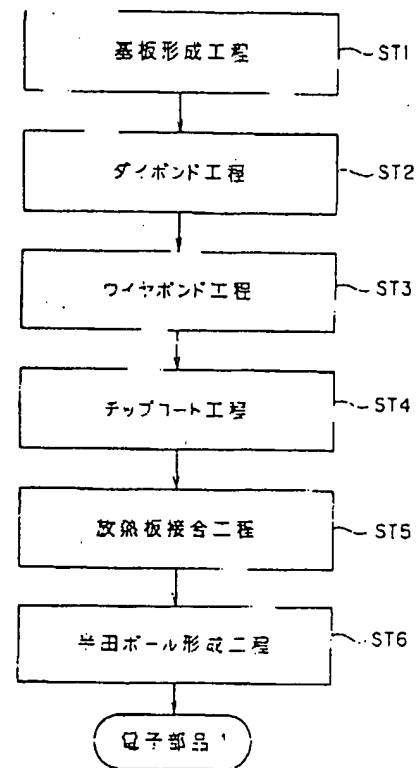 基板形成工程
ST1
ダイボンド工程
ST2
ワイヤボンド工程
ST3
チップコート工程
ST4
放熱板接合工程
ST5
半田ボール形成工程
ST6
電子部品 1